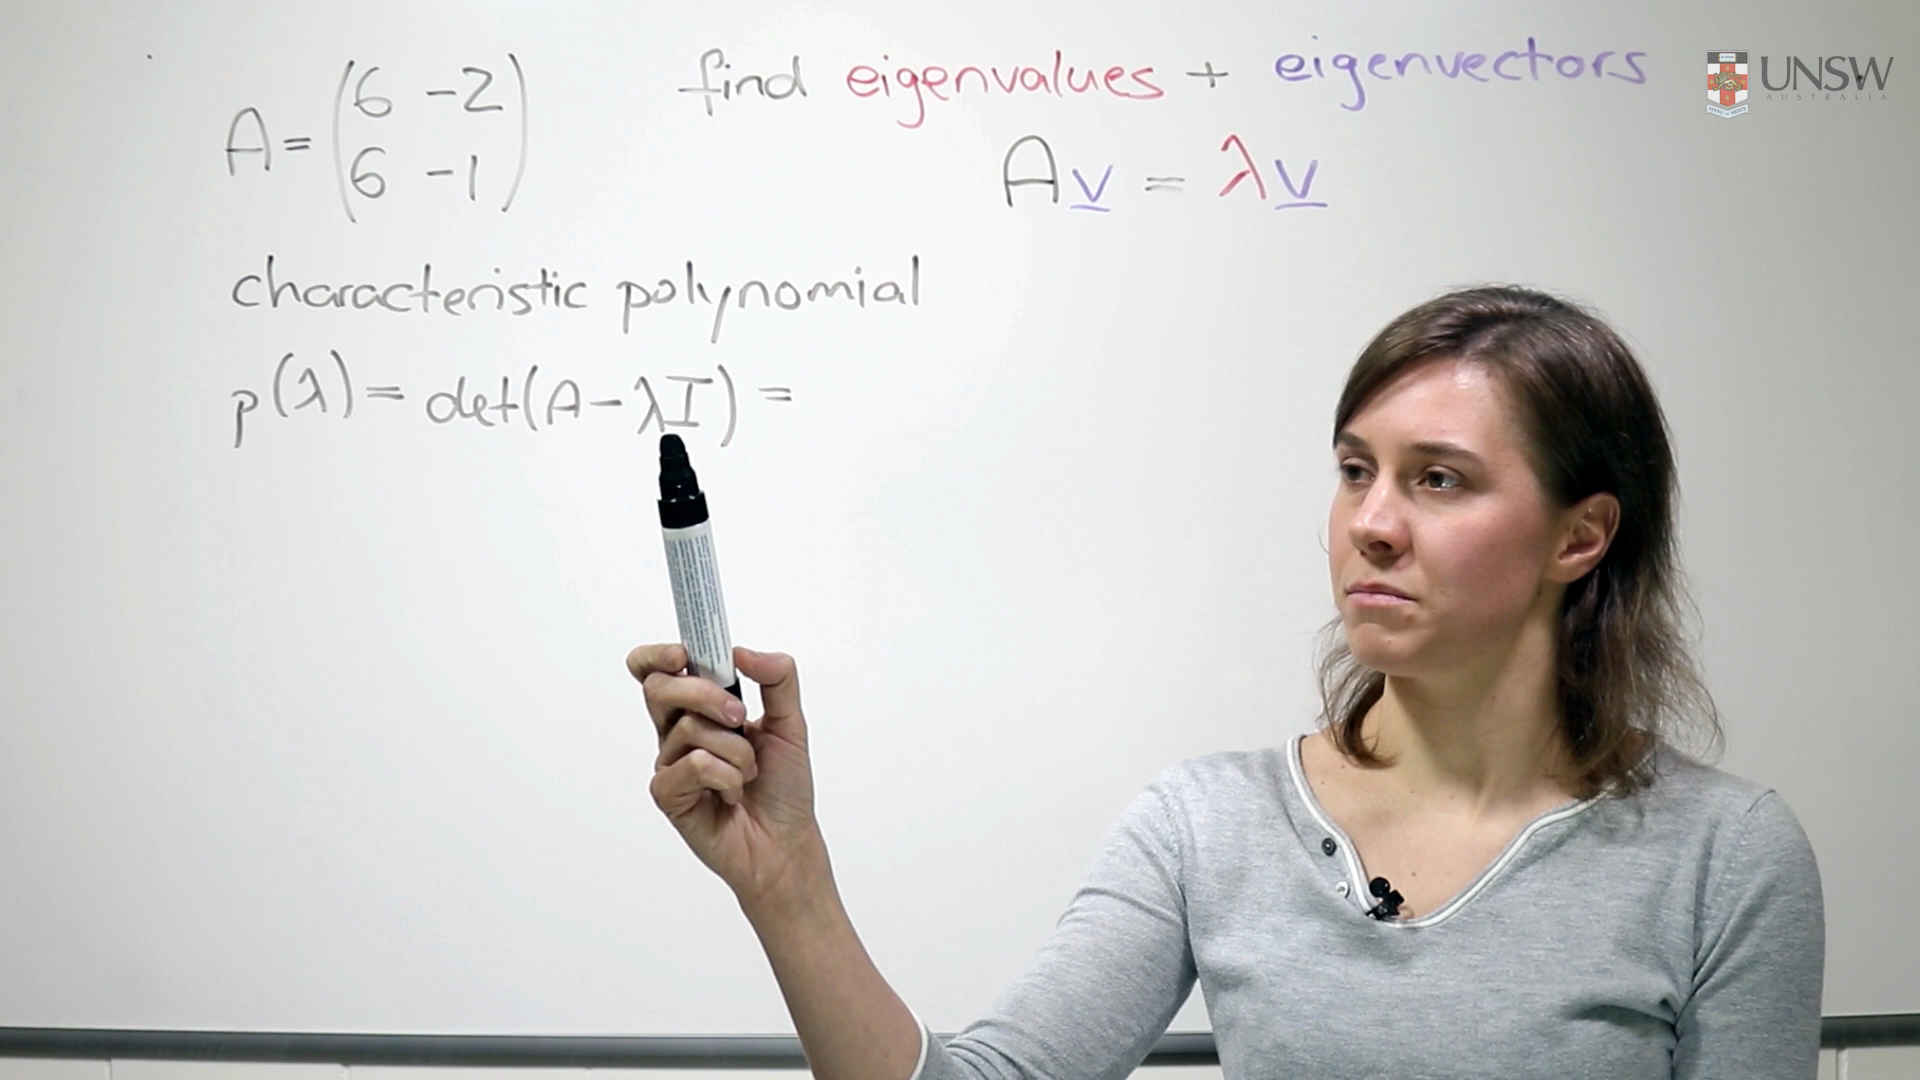 A = (6 -2
6 -1)
find eigenvalues + eigenvectors
Av = λv
characteristic polynomial
p(λ) = det(A - λI) =
UNSW
AUSTRALIA